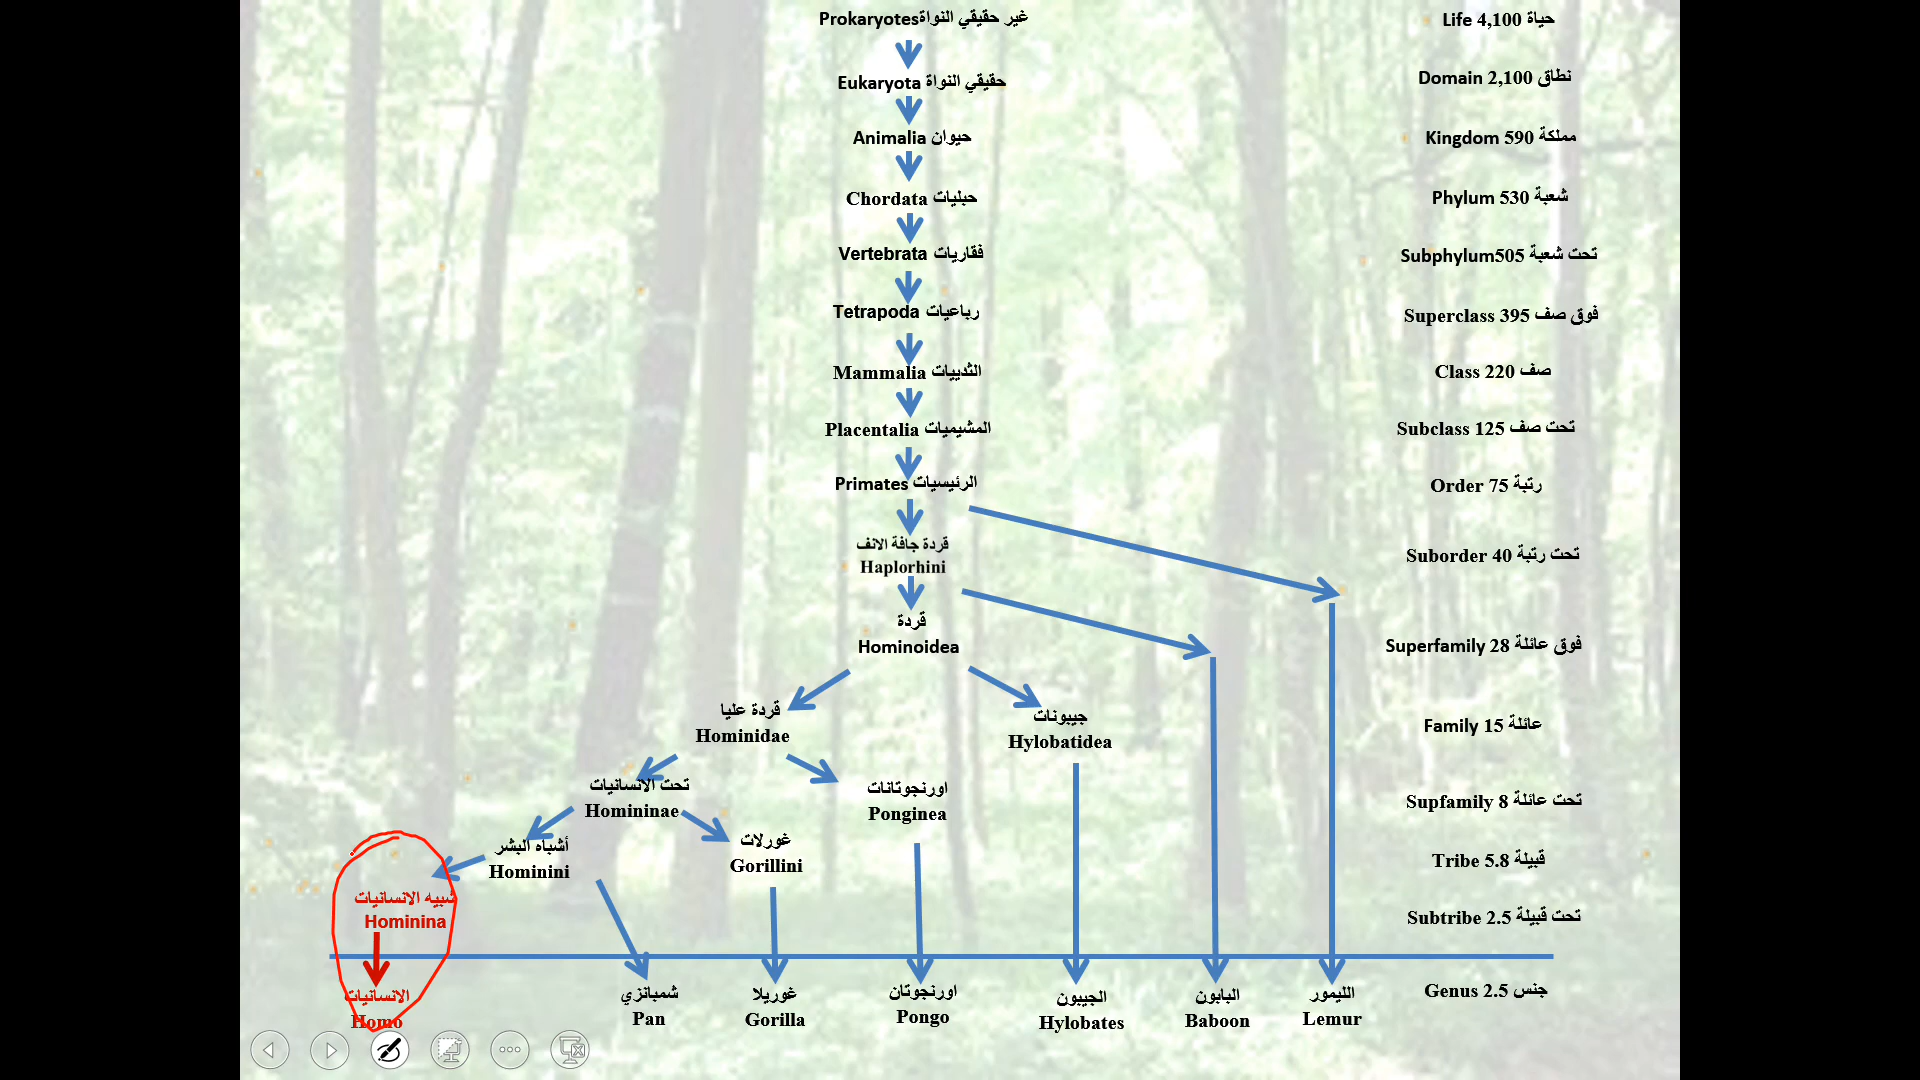 Prokaryotesغير حقيقي النواة
Life 4,100 حياة
Eukaryota حقيقي النواة
Domain 2,100 نطاق
Animalia حيوان
Kingdom 590 مملكة
Chordata حبليات
Phylum 530 شعبة
Vertebrata فقاريات
Subphylum505 تحت شعبة
Tetrapoda رباعيات
Superclass 395 فوق صف
Mammalia الثدييات
Class 220 صف
Placentalia المشيميات
Subclass 125 تحت صف
Primates الرئيسيات
Order 75 رتبة
قردة جافة الانف
Haplorhini
Suborder 40 تحت رتبة
قردة
Hominoidea
Superfamily 28 فوق عائلة
قردة عليا
Hominidae
جيبونات
Hylobatidea
Family 15 عائلة
تحت الانسانيات
Homininae
اورنجوتانات
Ponginea
Supfamily 8 تحت عائلة
أشباه البشر
Hominini
غورلات
Gorillini
Tribe 5.8 قبيلة
شبيه الانسانيات
Hominina
Subtribe 2.5 تحت قبيلة
الانسانيات
Homo
شمبانزي
Pan
غوريلا
Gorilla
اورنجوتان
Pongo
الجيبون
Hylobates
البابون
Baboon
الليمور
Lemur
Genus 2.5 جنس